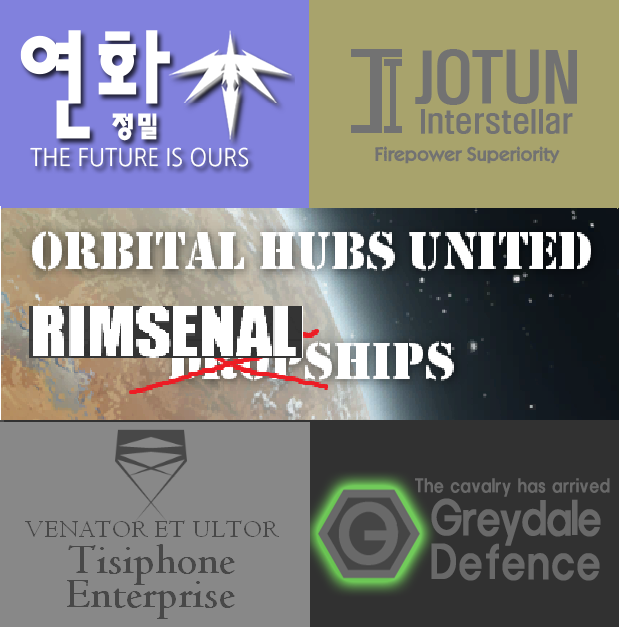 연화
정밀
THE FUTURE IS OURS
JOTUN
Interstellar
Firepower Superiority
ORBITAL HUBS UNITED
RIMSENAL
DROPSHIPS
VENATOR ET ULTOR
Tisiphone
Enterprise
The cavalry has arrived
Greydale
Defence